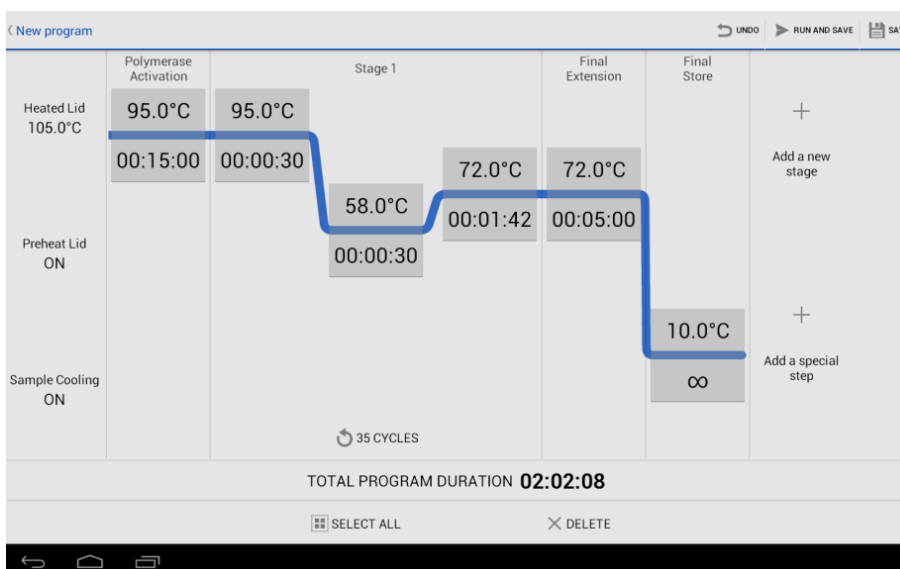 New program
UNDO
RUN AND SAVE
SA
Polymerase
Activation
Stage 1
Final
Extension
Final
Store
Heated Lid
105.0°C
95.0°C
00:15:00
95.0°C
00:00:30
58.0°C
00:00:30
72.0°C
00:01:42
72.0°C
00:05:00
10.0°C
∞
Add a new
stage
Preheat Lid
ON
Add a special
step
Sample Cooling
ON
35 CYCLES
TOTAL PROGRAM DURATION 02:02:08
SELECT ALL
DELETE